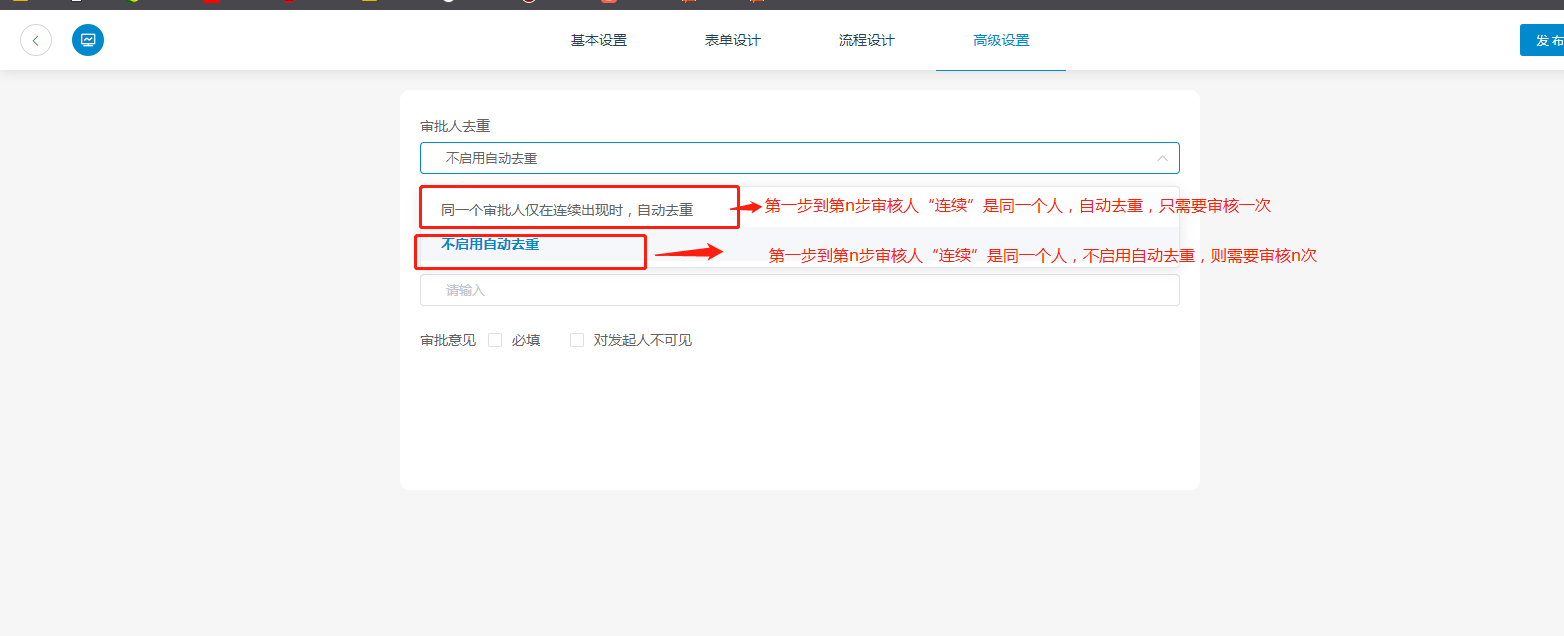 基本设置
表单设计
流程设计
高级设置
发布
审批人去重
不启用自动去重
同一个审批人仅在连续出现时，自动去重
第一步到第n步审核人“连续”是同一个人，自动去重，只需要审核一次
不启用自动去重
第一步到第n步审核人“连续”是同一个人，不启用自动去重，则需要审核n次
请输入
审批意见 必填 对发起人不可见